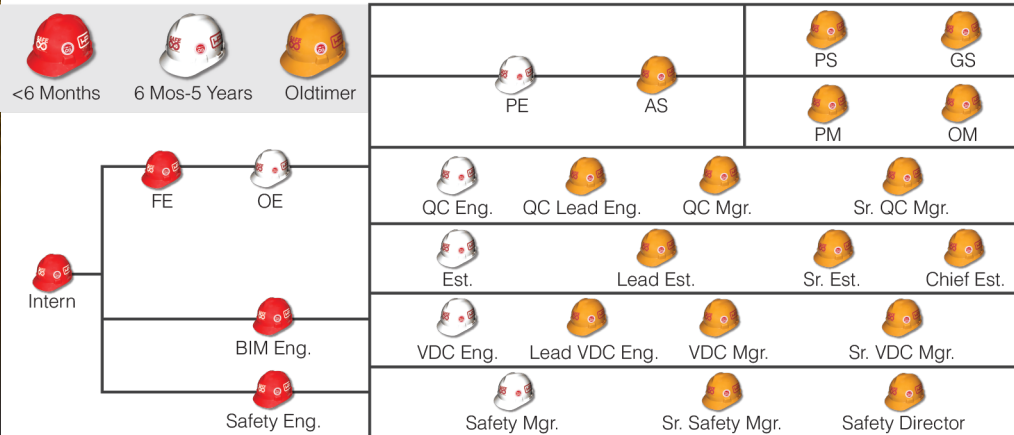 <6 Months
6 Mos-5 Years
Oldtimer
PS
GS
PE
AS
PM
OM
FE
OE
QC Eng.
QC Lead Eng.
QC Mgr.
Sr. QC Mgr.
Intern
Est.
Lead Est.
Sr. Est.
Chief Est.
BIM Eng.
VDC Eng.
Lead VDC Eng.
VDC Mgr.
Sr. VDC Mgr.
Safety Eng.
Safety Mgr.
Sr. Safety Mgr.
Safety Director